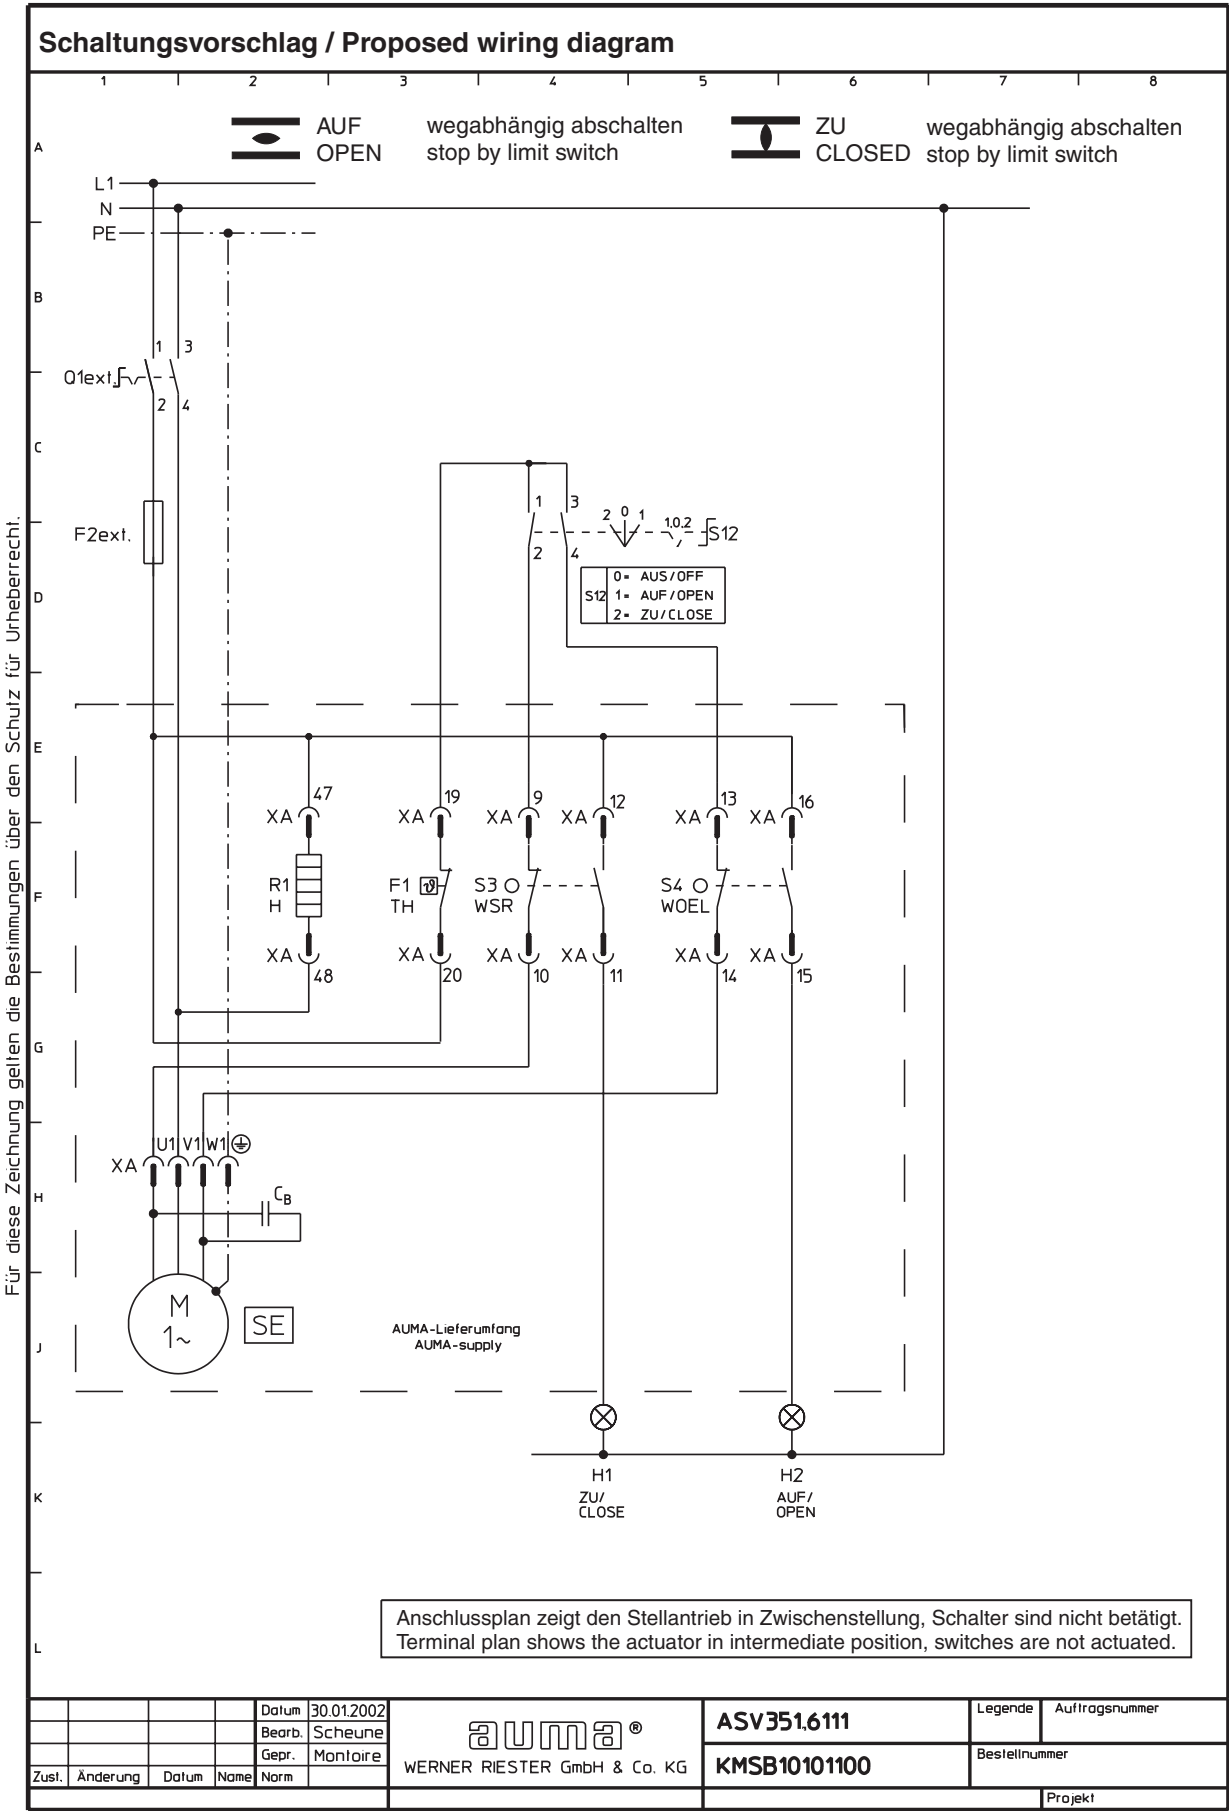 Schaltungsvorschlag / Proposed wiring diagram
1 2 3 4 5 6 7 8
AUF wegabhängig abschalten
OPEN stop by limit switch
ZU wegabhängig abschalten
CLOSED stop by limit switch
A
L1
N
PE
B
1 3
Q1ext.
2 4
C
1 3
2 0 1 1,0,2
F2ext.
S12
2 4
0= AUS/OFF
D
S12 1= AUF/OPEN
2= ZU/CLOSE
E
47 19 9 12 13 16
XA XA XA XA XA XA
F
R1 F1 ϑ S3 S4
H TH WSR WOEL
XA XA XA XA XA XA
48 20 10 11 14 15
G
U1 V1 W1
XA
H
CB
M
1~
SE
AUMA-Lieferumfang
AUMA-supply
J
H1 H2
ZU/ AUF/
CLOSE OPEN
K
Anschlussplan zeigt den Stellantrieb in Zwischenstellung, Schalter sind nicht betätigt.
Terminal plan shows the actuator in intermediate position, switches are not actuated.
L
Für diese Zeichnung gelten die Bestimmungen über den Schutz für Urheberrecht.
Datum 30.01.2002
Bearb. Scheune
Gepr. Montoire
Zust. Änderung Datum Name Norm
auma®
WERNER RIESTER GmbH & Co. KG
ASV351.6111
KMSB10101100
Legende Auftragsnummer
Bestellnummer
Projekt